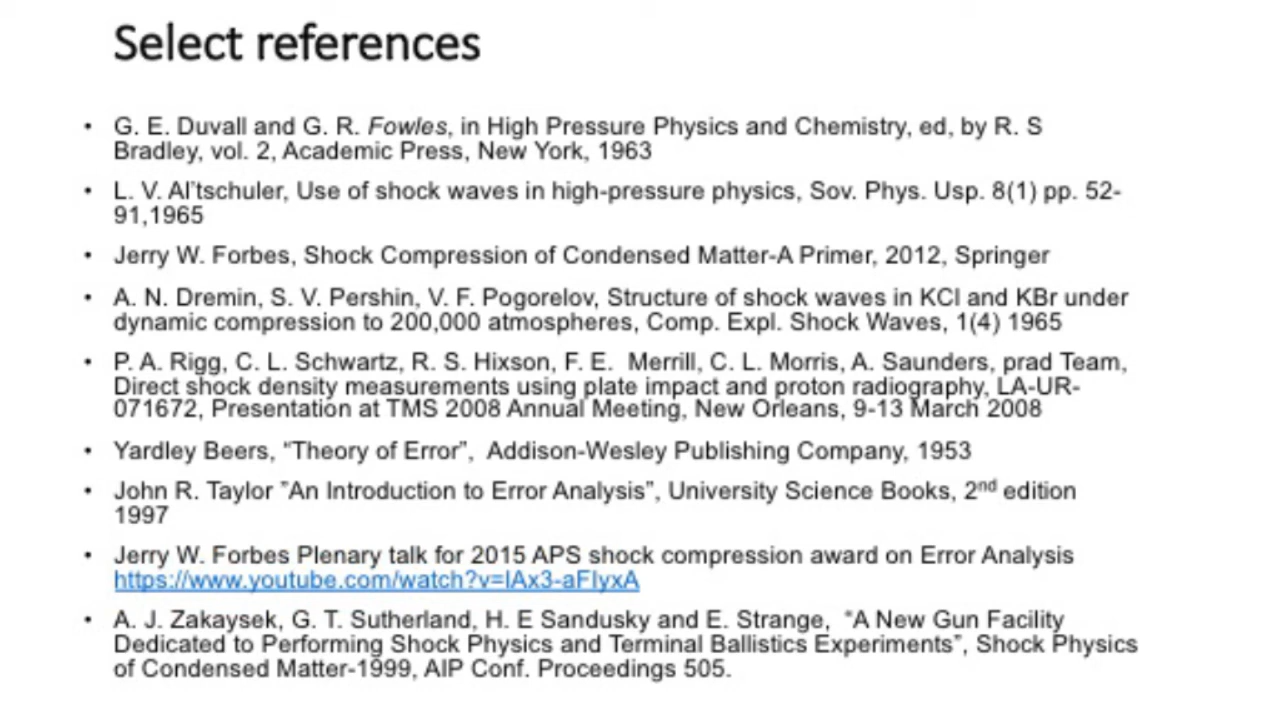 Select references
• G. E. Duvall and G. R. Fowles, in High Pressure Physics and Chemistry, ed, by R. S
Bradley, vol. 2, Academic Press, New York, 1963
• L. V. Al'tschuler, Use of shock waves in high-pressure physics, Sov. Phys. Usp. 8(1) pp. 52-
91,1965
• Jerry W. Forbes, Shock Compression of Condensed Matter-A Primer, 2012, Springer
• A. N. Dremin, S. V. Pershin, V. F. Pogorelov, Structure of shock waves in KCl and KBr under
dynamic compression to 200,000 atmospheres, Comp. Expl. Shock Waves, 1(4) 1965
• P. A. Rigg, C. L. Schwartz, R. S. Hixson, F. E.  Merrill, C. L. Morris, A. Saunders, prad Team,
Direct shock density measurements using plate impact and proton radiography, LA-UR-
071672, Presentation at TMS 2008 Annual Meeting, New Orleans, 9-13 March 2008
• Yardley Beers, “Theory of Error”,  Addison-Wesley Publishing Company, 1953
• John R. Taylor ”An Introduction to Error Analysis”, University Science Books, 2nd edition
1997
• Jerry W. Forbes Plenary talk for 2015 APS shock compression award on Error Analysis
https://www.youtube.com/watch?v=IAx3-aFIyxA
• A. J. Zakaysek, G. T. Sutherland, H. E Sandusky and E. Strange,  “A New Gun Facility
Dedicated to Performing Shock Physics and Terminal Ballistics Experiments”, Shock Physics
of Condensed Matter-1999, AIP Conf. Proceedings 505.